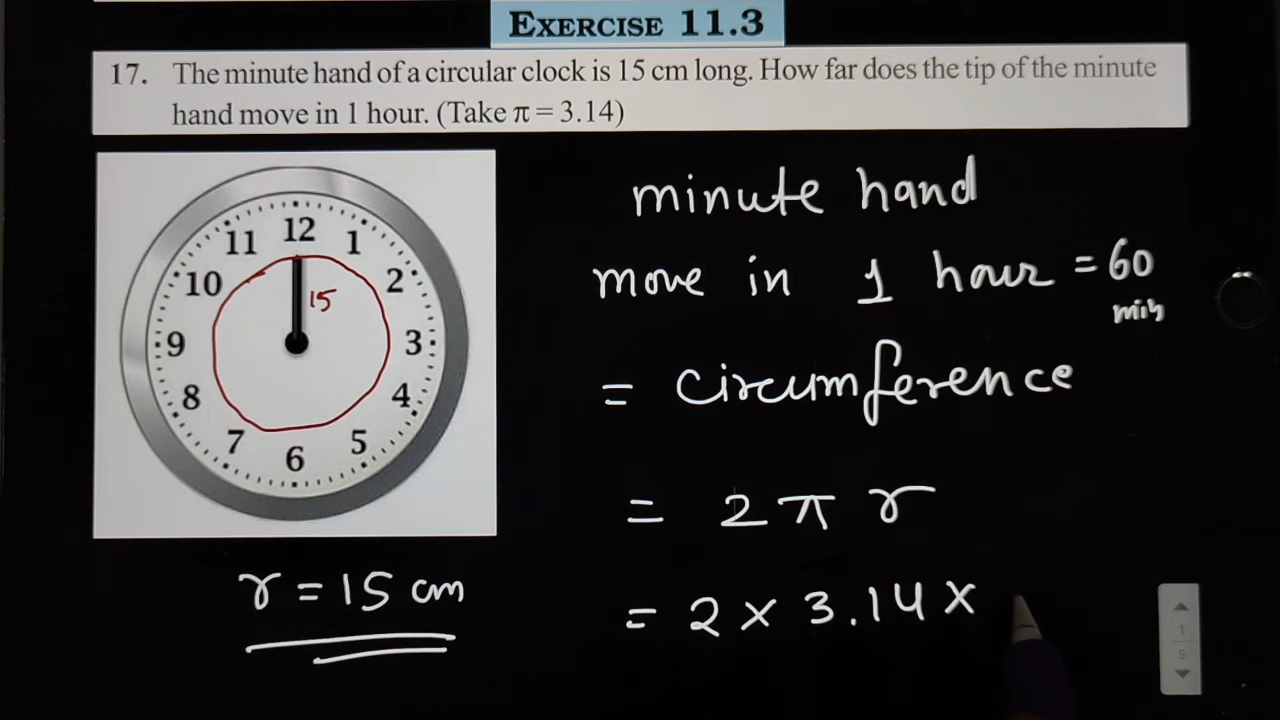 EXERCISE 11.3
17. The minute hand of a circular clock is 15 cm long. How far does the tip of the minute
hand move in 1 hour. (Take π = 3.14)
12
11 1
10 2
15
9 3
8 4
7 5
6
r = 15 cm
minute hand
move in 1 hour = 60
min
= circumference
= 2 π r
= 2 × 3.14 ×
1
5